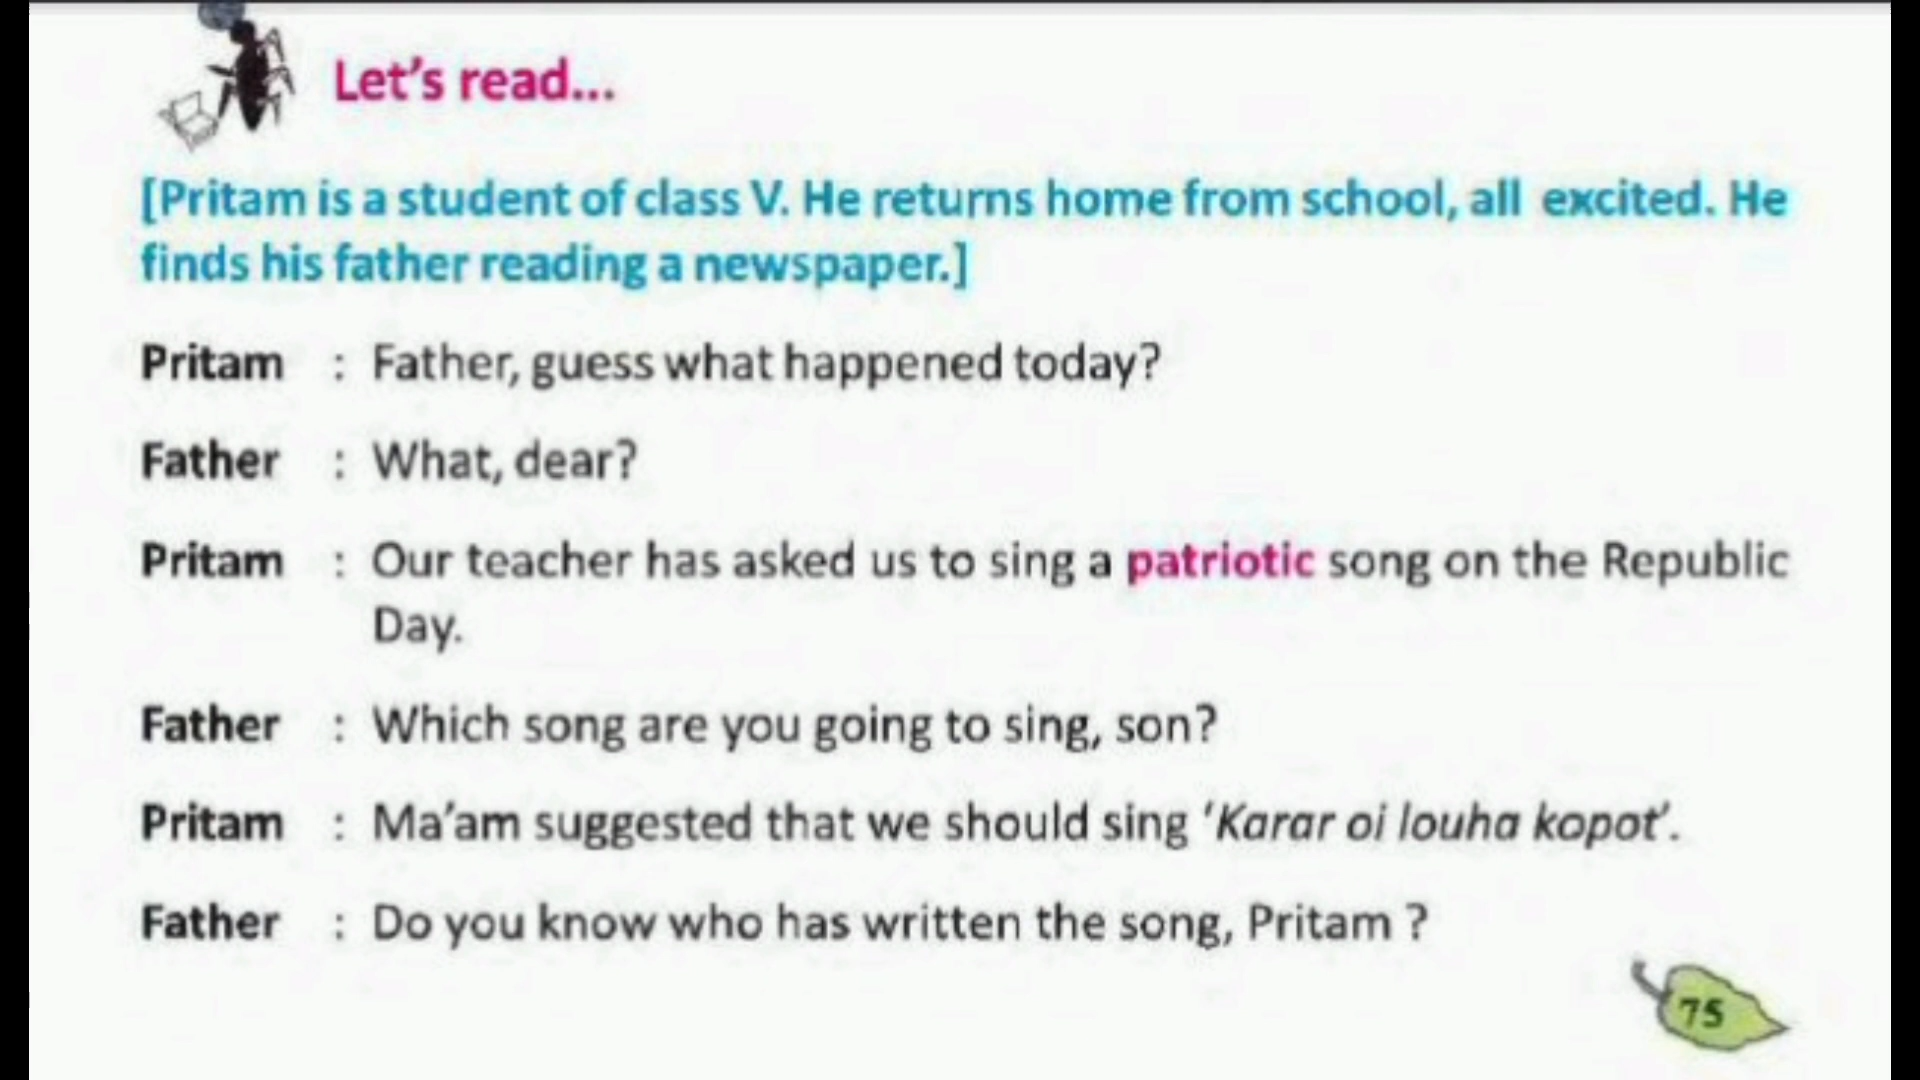 Let's read...
[Pritam is a student of class V. He returns home from school, all excited. He
finds his father reading a newspaper.]
Pritam : Father, guess what happened today?
Father : What, dear?
Pritam : Our teacher has asked us to sing a patriotic song on the Republic
Day.
Father : Which song are you going to sing, son?
Pritam : Ma'am suggested that we should sing 'Karar oi louha kopot'.
Father : Do you know who has written the song, Pritam ?
75